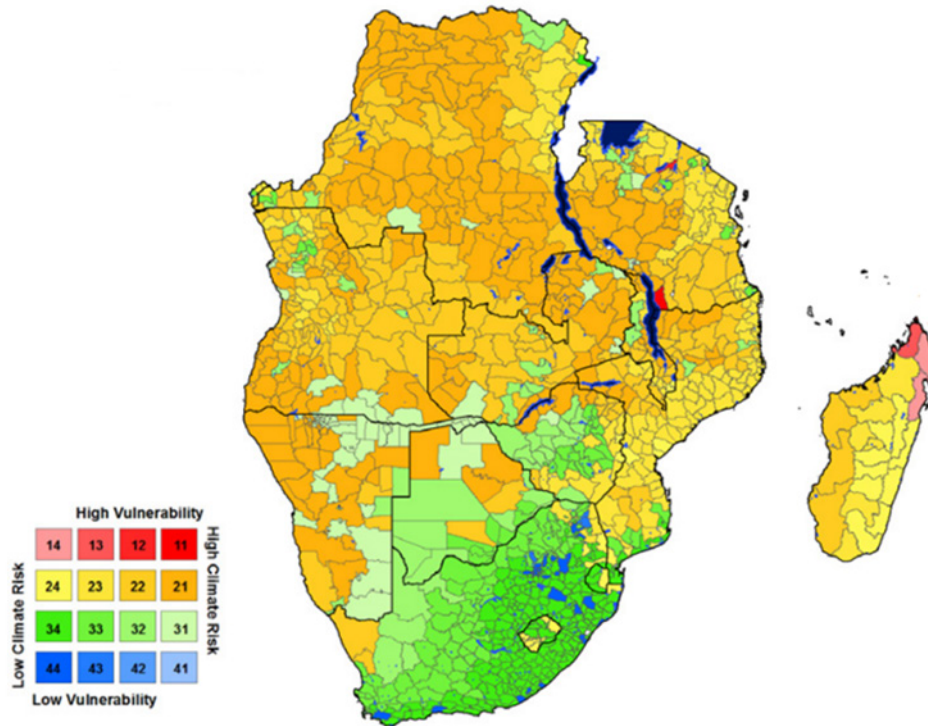 High Vulnerability
14 13 12 11
24 23 22 21
34 33 32 31
44 43 42 41
Low Vulnerability
Low Climate Risk
High Climate Risk